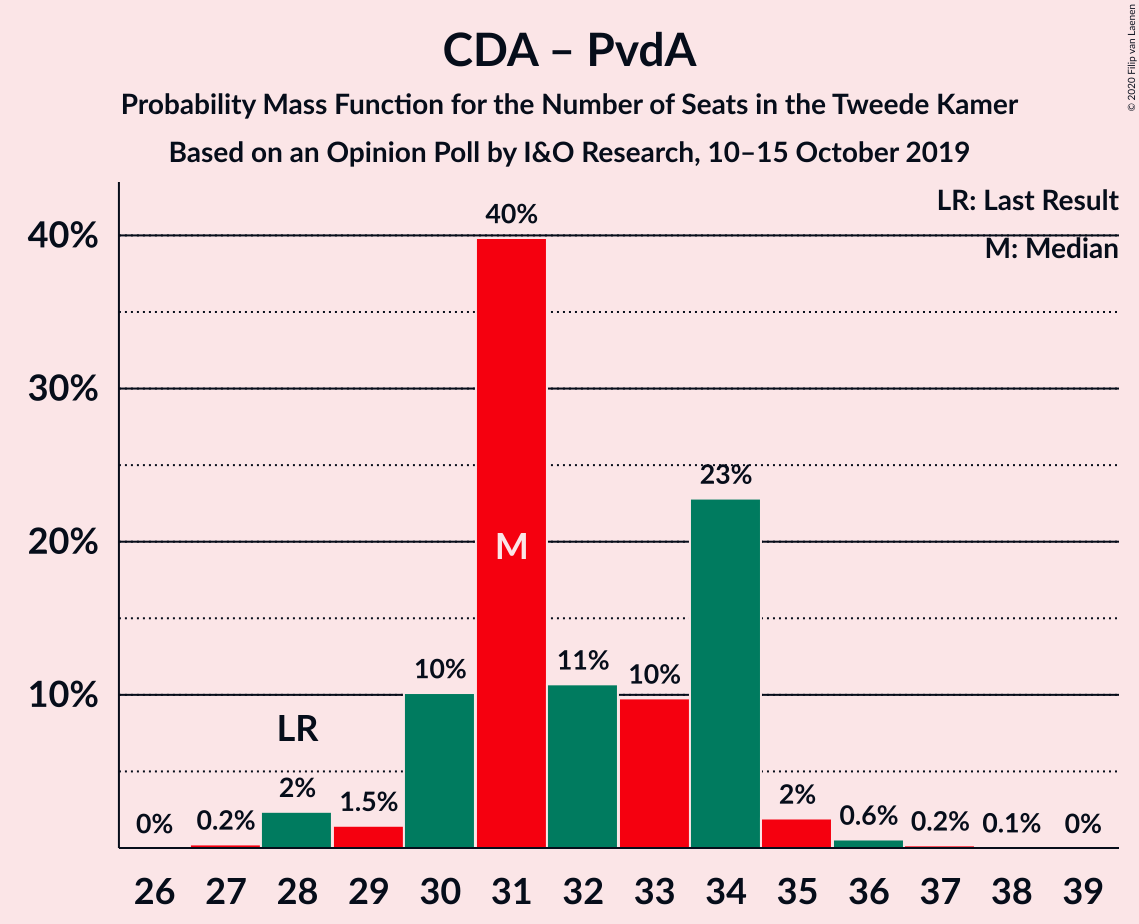 CDA – PvdA
Probability Mass Function for the Number of Seats in the Tweede Kamer
Based on an Opinion Poll by I&O Research, 10–15 October 2019
© 2020 Filip van Laenen
LR: Last Result
M: Median
40%
30%
20%
10%
0%
0.2%
2%
1.5%
10%
40%
11%
10%
23%
2%
0.6%
0.2%
0.1%
0%
LR
M
26 27 28 29 30 31 32 33 34 35 36 37 38 39